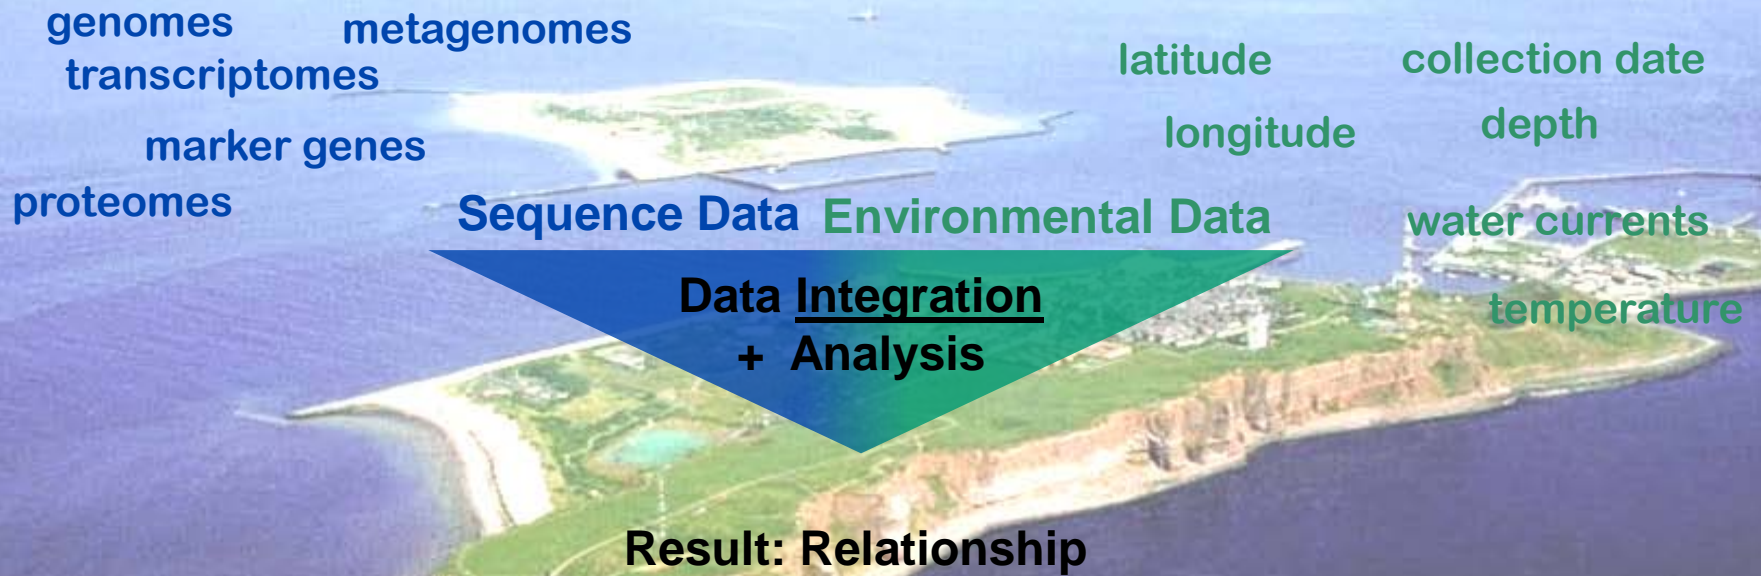 genomes
metagenomes
transcriptomes
marker genes
proteomes
latitude
collection date
longitude
depth
water currents
temperature
Sequence Data
Environmental Data
Data Integration
+ Analysis
Result: Relationship